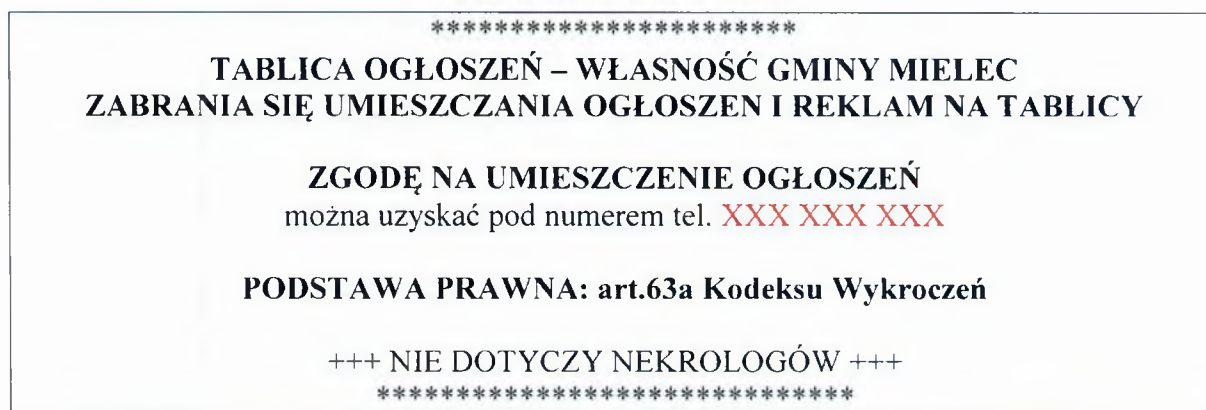 ***********************
TABLICA OGŁOSZEŃ – WŁASNOŚĆ GMINY MIELEC
ZABRANIA SIĘ UMIESZCZANIA OGŁOSZEN I REKLAM NA TABLICY
ZGODĘ NA UMIESZCZENIE OGŁOSZEŃ
można uzyskać pod numerem tel. XXX XXX XXX
PODSTAWA PRAWNA: art.63a Kodeksu Wykroczeń
+++ NIE DOTYCZY NEKROLOGÓW +++
******************************